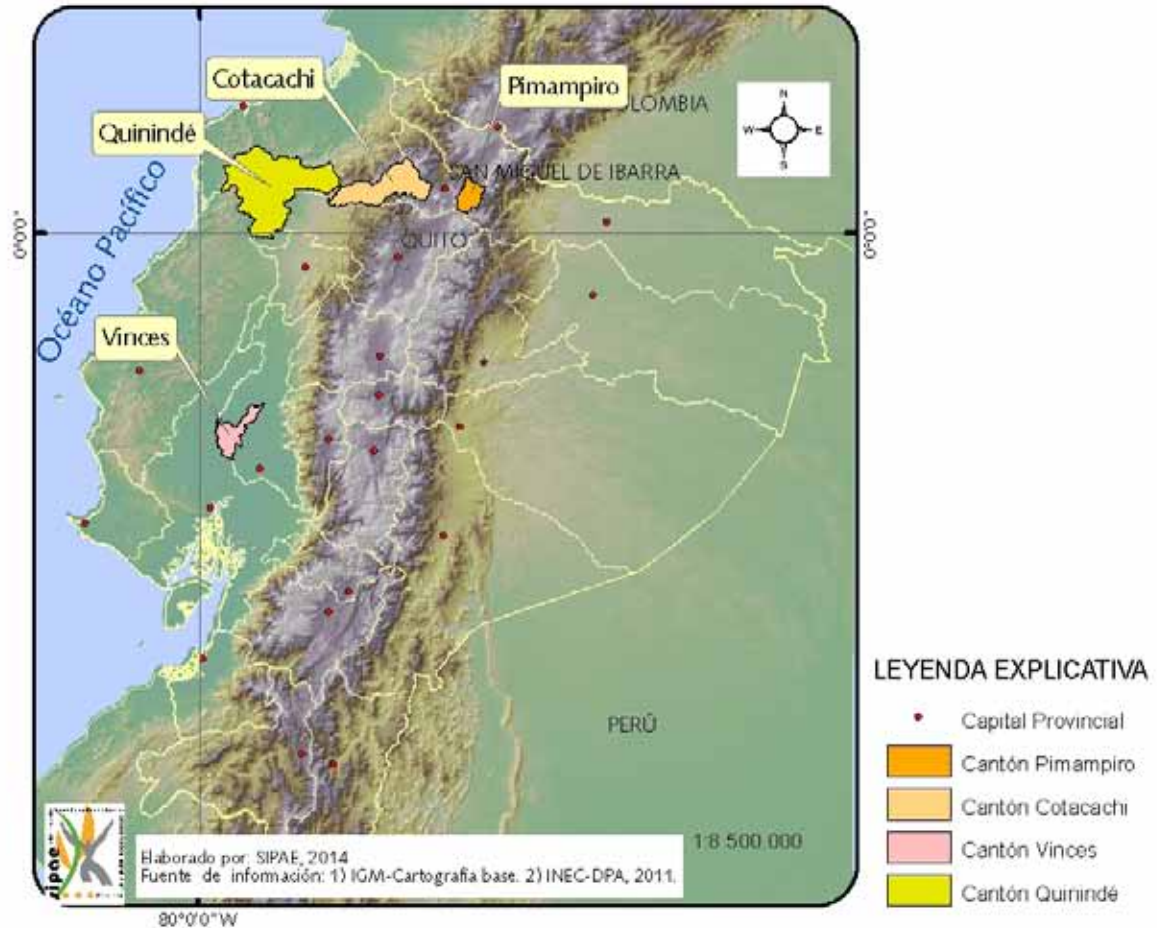 Cotacachi
Pimampiro
OLOMBIA
N
W E
S
Quinindé
SAN MIGUEL DE IBARRA
Océano Pacífico
0°0'0"
QUITO
0°0'0"
Vinces
PERÚ
LEYENDA EXPLICATIVA
Capital Provincial
Cantón Pimampiro
Cantón Cotacachi
Cantón Vinces
Cantón Quinindé
1:8 500 000
sipae
Elaborado por: SIPAE, 2014
Fuente de información: 1) IGM-Cartografía base. 2) INEC-DPA, 2011.
80°0'0"W